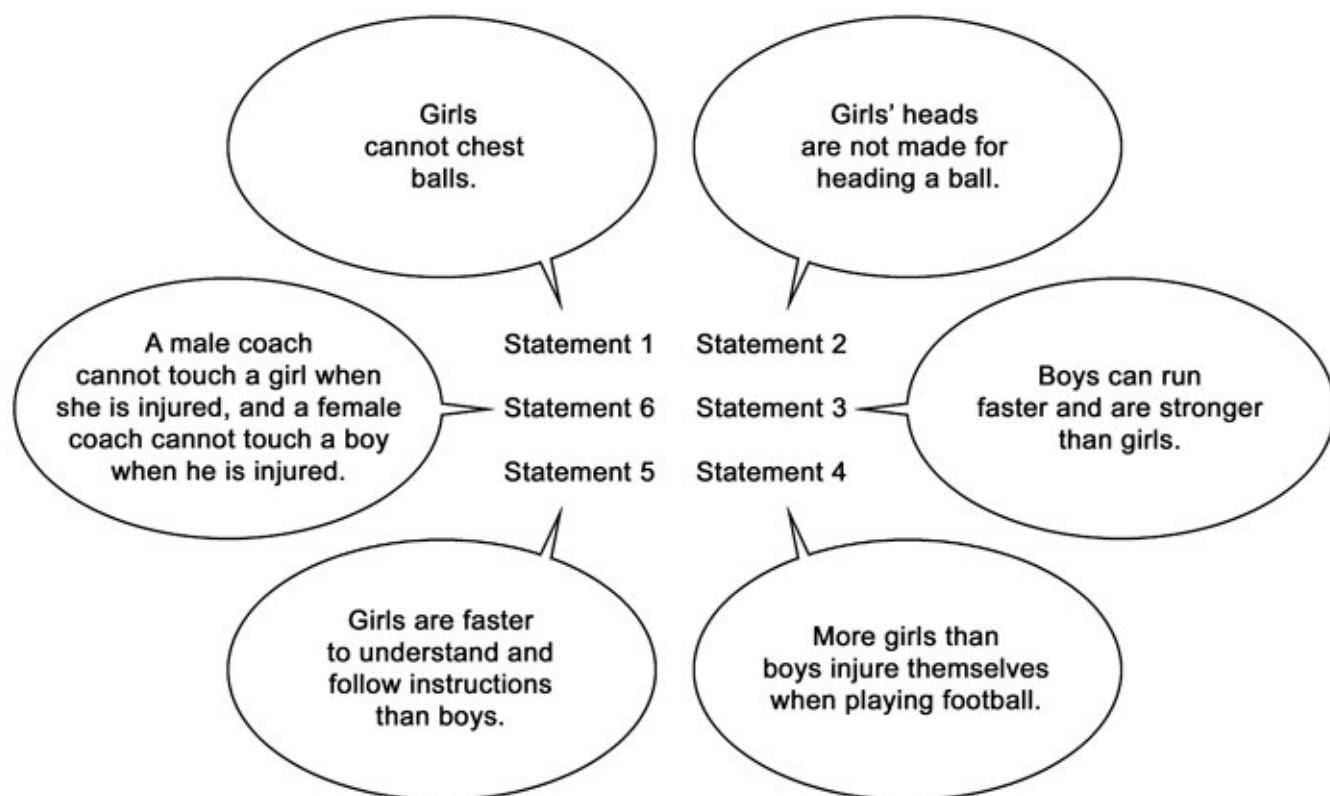 Girls
cannot chest
balls.
Girls’ heads
are not made for
heading a ball.
A male coach
cannot touch a girl when
she is injured, and a female
coach cannot touch a boy
when he is injured.
Statement 1
Statement 2
Statement 6
Statement 3
Statement 5
Statement 4
Boys can run
faster and are stronger
than girls.
Girls are faster
to understand and
follow instructions
than boys.
More girls than
boys injure themselves
when playing football.